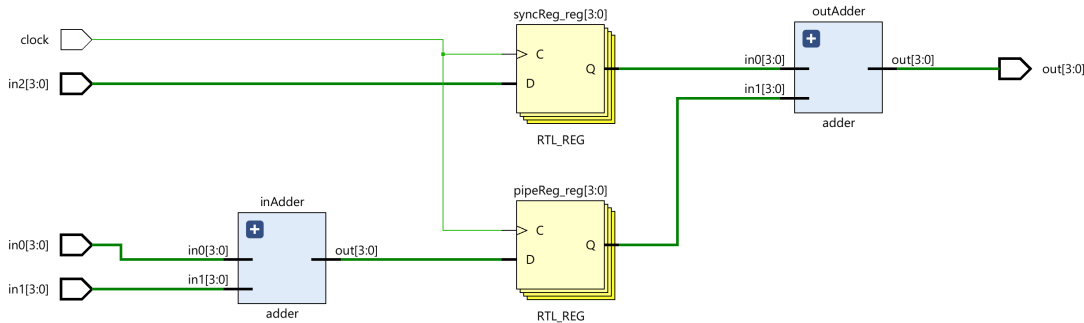 outAdder
syncReg_reg[3:0]
clock
C
in0[3:0]
out[3:0]
Q
out[3:0]
in2[3:0]
D
in1[3:0]
adder
RTL_REG
pipeReg_reg[3:0]
inAdder
C
in0[3:0]
in0[3:0]
out[3:0]
Q
D
in1[3:0]
in1[3:0]
adder
RTL_REG